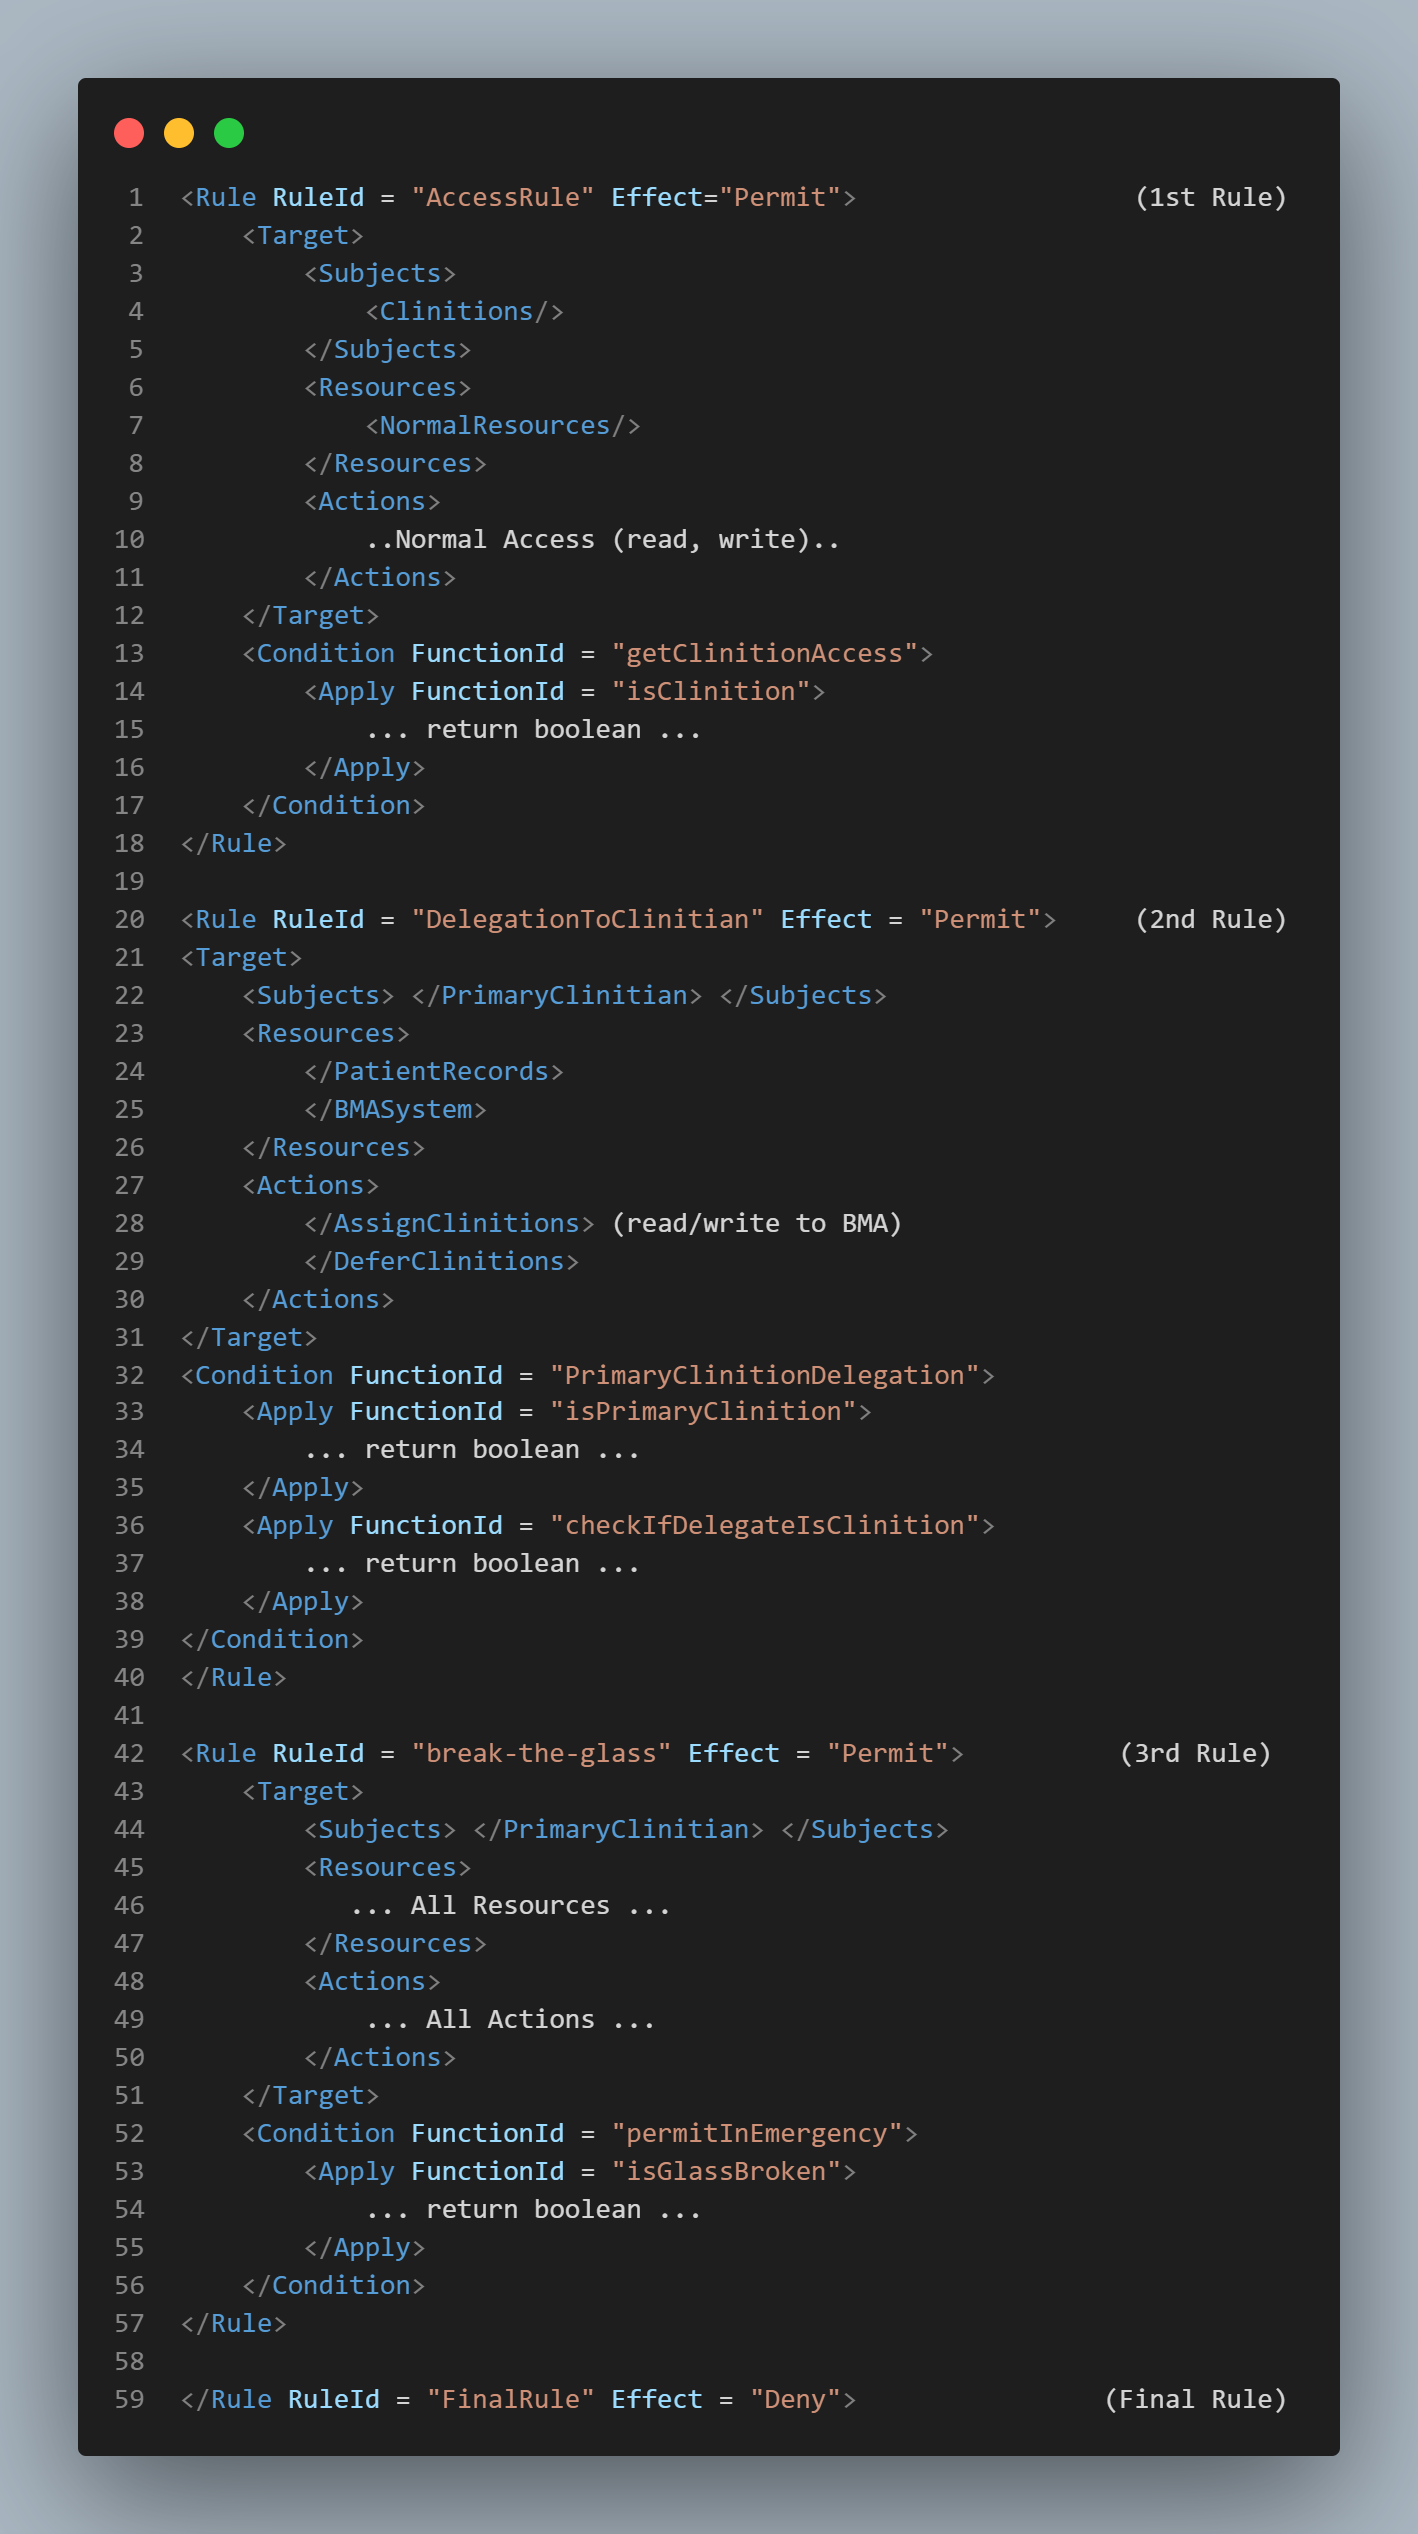 1 <Rule RuleId = "AccessRule" Effect="Permit"> (1st Rule)
2 <Target>
3 <Subjects>
4 <Clinitions/>
5 </Subjects>
6 <Resources>
7 <NormalResources/>
8 </Resources>
9 <Actions>
10 ..Normal Access (read, write)..
11 </Actions>
12 </Target>
13 <Condition FunctionId = "getClinitionAccess">
14 <Apply FunctionId = "isClinition">
15 ... return boolean ...
16 </Apply>
17 </Condition>
18 </Rule>
19
20 <Rule RuleId = "DelegationToClinitian" Effect = "Permit"> (2nd Rule)
21 <Target>
22 <Subjects> </PrimaryClinitian> </Subjects>
23 <Resources>
24 </PatientRecords>
25 </BMASystem>
26 </Resources>
27 <Actions>
28 </AssignClinitions> (read/write to BMA)
29 </DeferClinitions>
30 </Actions>
31 </Target>
32 <Condition FunctionId = "PrimaryClinitionDelegation">
33 <Apply FunctionId = "isPrimaryClinition">
34 ... return boolean ...
35 </Apply>
36 <Apply FunctionId = "checkIfDelegateIsClinition">
37 ... return boolean ...
38 </Apply>
39 </Condition>
40 </Rule>
41
42 <Rule RuleId = "break-the-glass" Effect = "Permit"> (3rd Rule)
43 <Target>
44 <Subjects> </PrimaryClinitian> </Subjects>
45 <Resources>
46 ... All Resources ...
47 </Resources>
48 <Actions>
49 ... All Actions ...
50 </Actions>
51 </Target>
52 <Condition FunctionId = "permitInEmergency">
53 <Apply FunctionId = "isGlassBroken">
54 ... return boolean ...
55 </Apply>
56 </Condition>
57 </Rule>
58
59 </Rule RuleId = "FinalRule" Effect = "Deny"> (Final Rule)